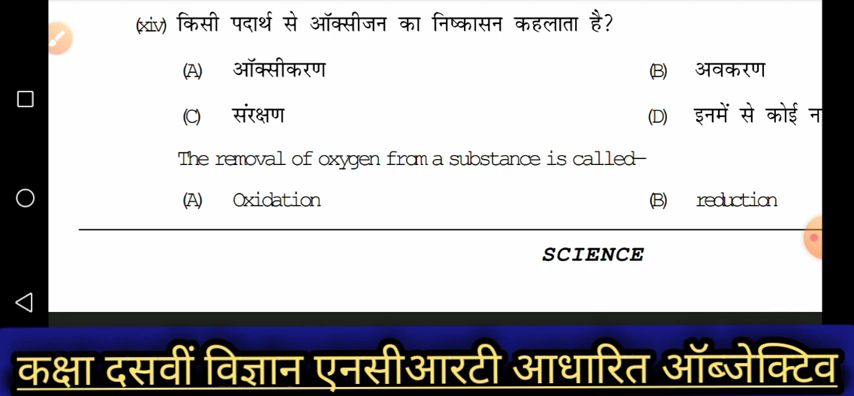 (xiv) किसी पदार्थ से ऑक्सीजन का निष्कासन कहलाता है?
(A) ऑक्सीकरण (B) अवकरण
(C) संरक्षण (D) इनमें से कोई
The removal of oxygen from a substance is called—
(A) Oxidation (B) reduction
SCIENCE
कक्षा दसवीं विज्ञान एनसीआरटी आधारित ऑब्जेक्टिव